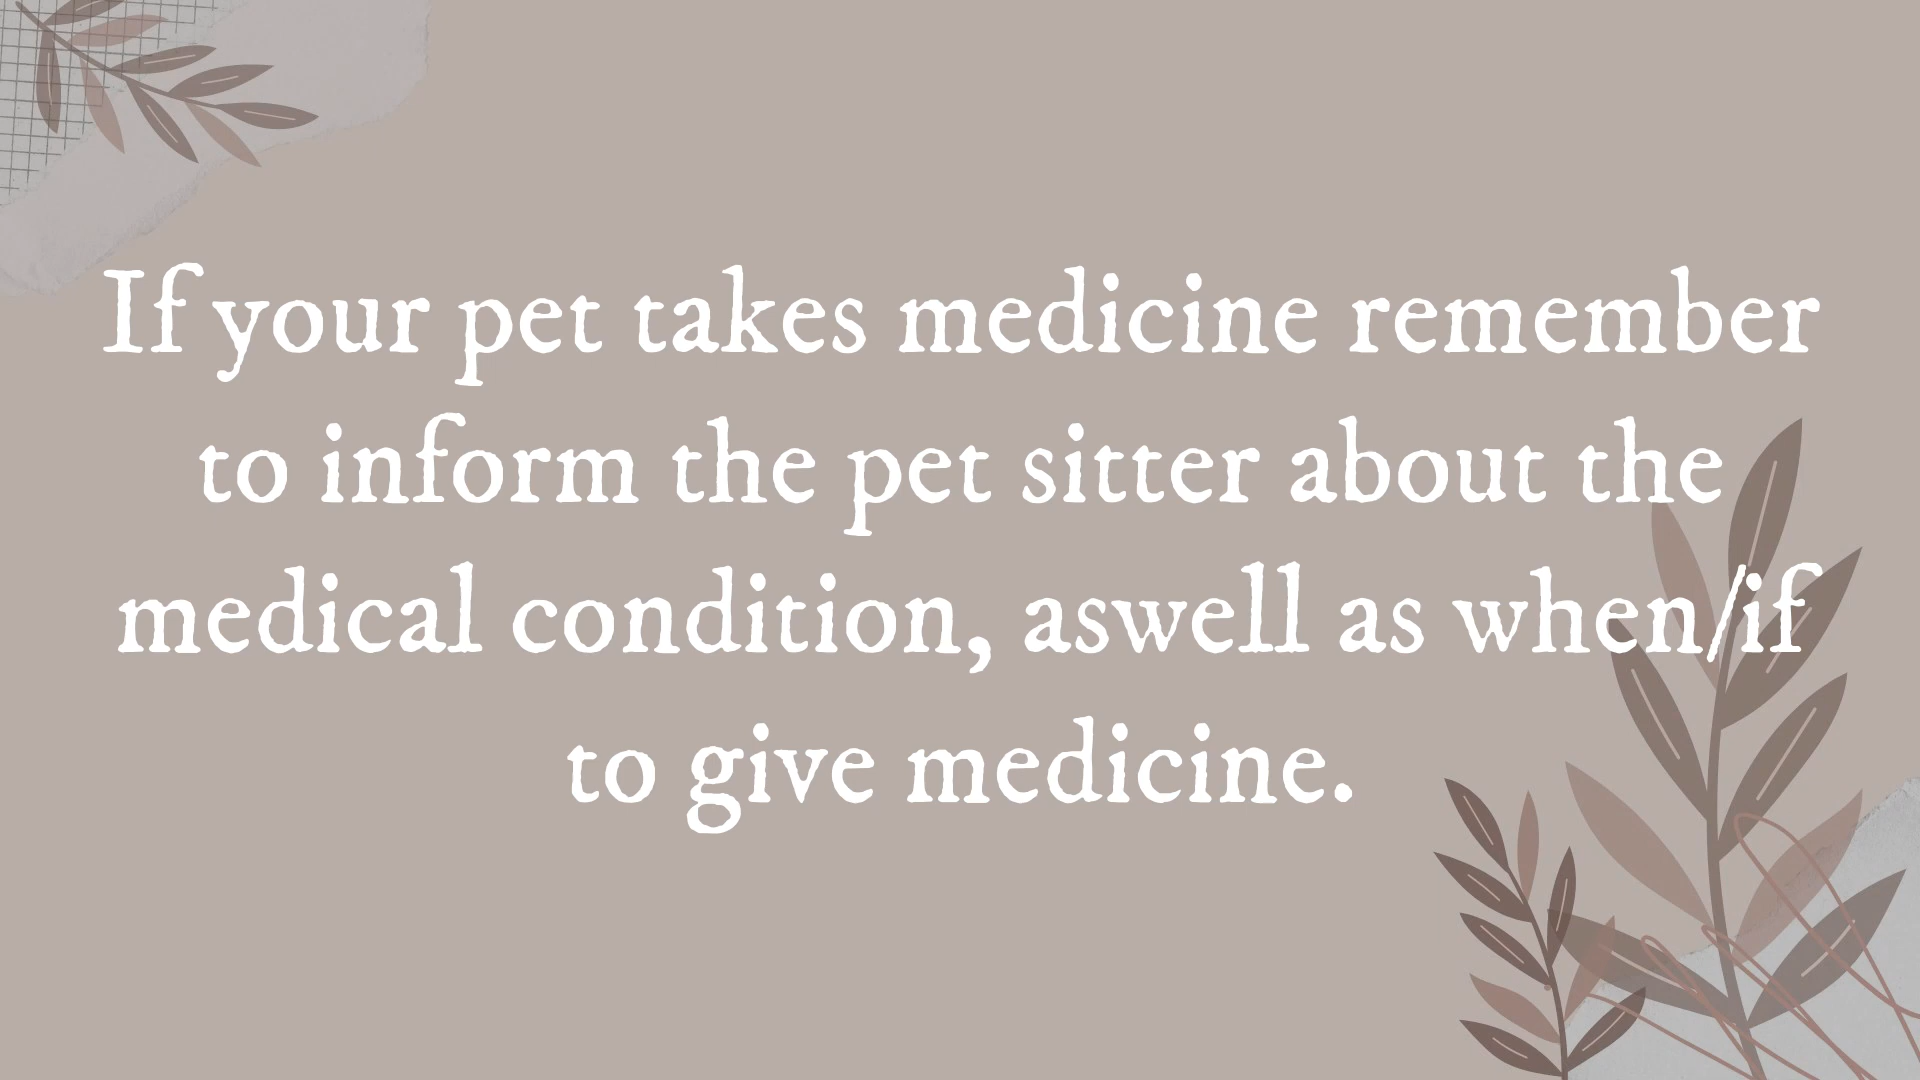 If your pet takes medicine remember
to inform the pet sitter about the
medical condition, aswell as when/if
to give medicine.